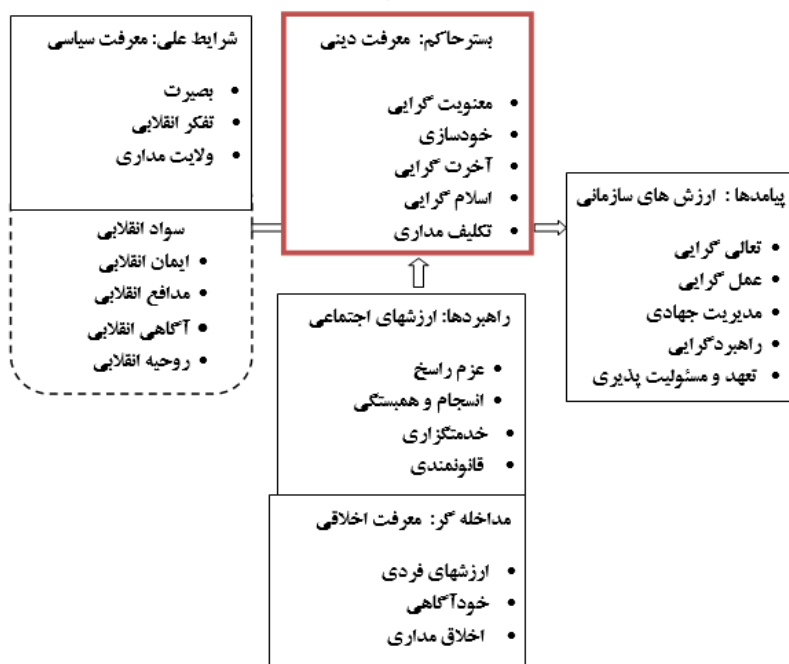 شرایط علی: معرفت سیاسی
• بصیرت
• تفکر انقلابی
• ولایت مداری
سواد انقلابی
• ایمان انقلابی
• مدافع انقلابی
• آگاهی انقلابی
• روحیه انقلابی
بسترحاکم: معرفت دینی
• معنویت گرایی
• خودسازی
• آخرت گرایی
• اسلام گرایی
• تکلیف مداری
راهبردها: ارزشهای اجتماعی
• عزم راسخ
• انسجام و همبستگی
• خدمتگزاری
• قانونمندی
مداخله گر: معرفت اخلاقی
• ارزشهای فردی
• خودآگاهی
• اخلاق مداری
پیامدها : ارزش های سازمانی
• تعالی گرایی
• عمل گرایی
• مدیریت جهادی
• راهبردگرایی
• تعهد و مسئولیت پذیری